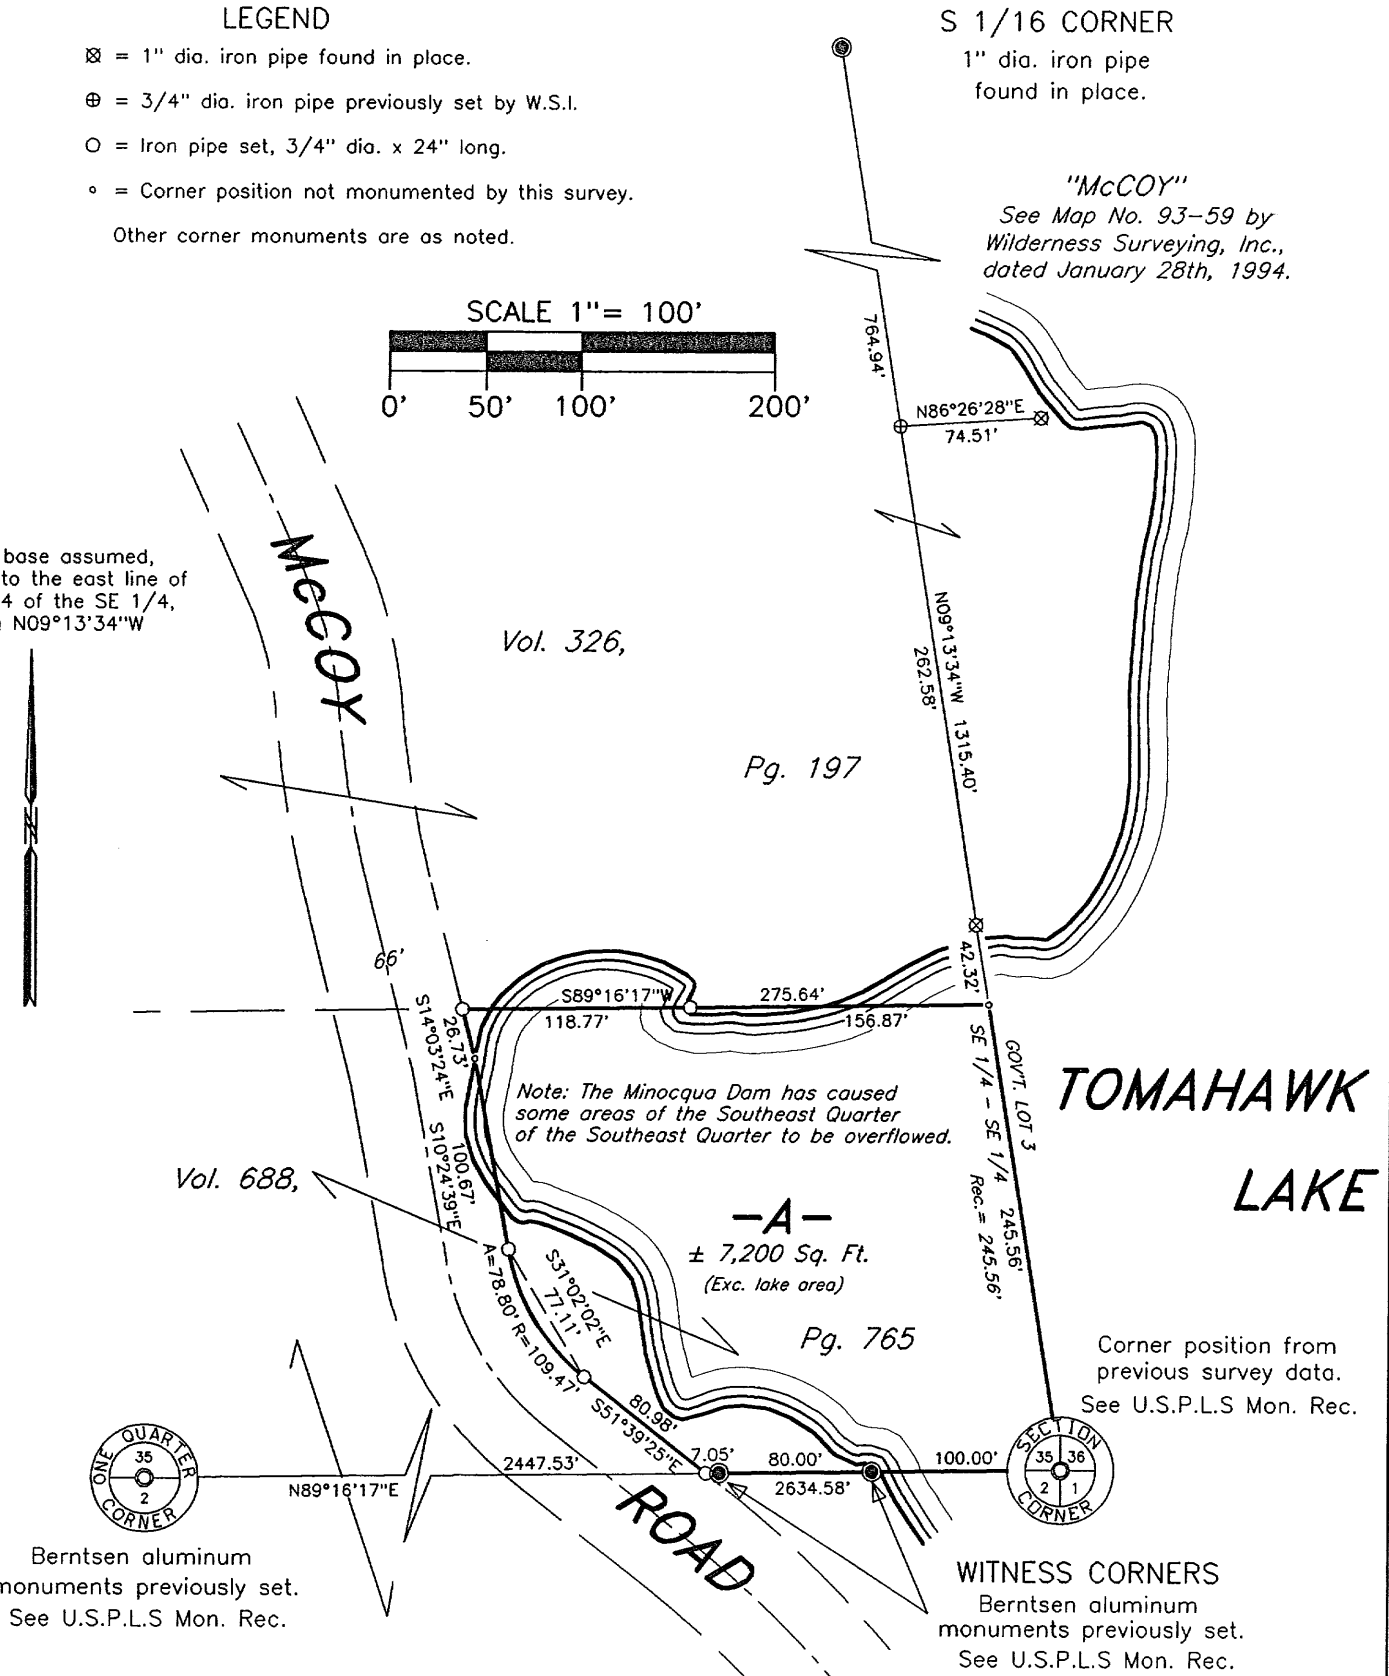 LEGEND
= 1" dia. iron pipe found in place.
= 3/4" dia. iron pipe previously set by W.S.I.
= Iron pipe set, 3/4" dia. x 24" long.
= Corner position not monumented by this survey.
Other corner monuments are as noted.
S 1/16 CORNER
1" dia. iron pipe
found in place.
"McCOY"
See Map No. 93-59 by
Wilderness Surveying, Inc.,
dated January 28th, 1994.
SCALE 1"= 100'
0' 50' 100' 200'
764.94'
N86°26'28"E
74.51'
base assumed,
to the east line of
4 of the SE 1/4,
N09°13'34"W
N
McCOY
Vol. 326,
Pg. 197
N09°13'34"W 1315.40'
262.58'
66'
42.32'
S89°16'17"W 275.64'
118.77' 156.87'
26.73'
S14°03'24"E
100.67'
S10°24'39"E
Note: The Minocqua Dam has caused
some areas of the Southeast Quarter
of the Southeast Quarter to be overflowed.
GOV'T. LOT 3
SE 1/4 - SE 1/4 245.56'
Rec.= 245.56'
TOMAHAWK
LAKE
Vol. 688,
-A-
± 7,200 Sq. Ft.
(Exc. lake area)
Pg. 765
A=78.80' R=109.47'
S31°02'02"E
77.11'
80.98'
S51°39'25"E
Corner position from
previous survey data.
See U.S.P.L.S Mon. Rec.
ONE QUARTER
35
2
CORNER
2447.53' 7.05' 80.00' 100.00'
N89°16'17"E 2634.58'
SECTION
35 36
2 1
CORNER
ROAD
Berntsen aluminum
monuments previously set.
See U.S.P.L.S Mon. Rec.
WITNESS CORNERS
Berntsen aluminum
monuments previously set.
See U.S.P.L.S Mon. Rec.